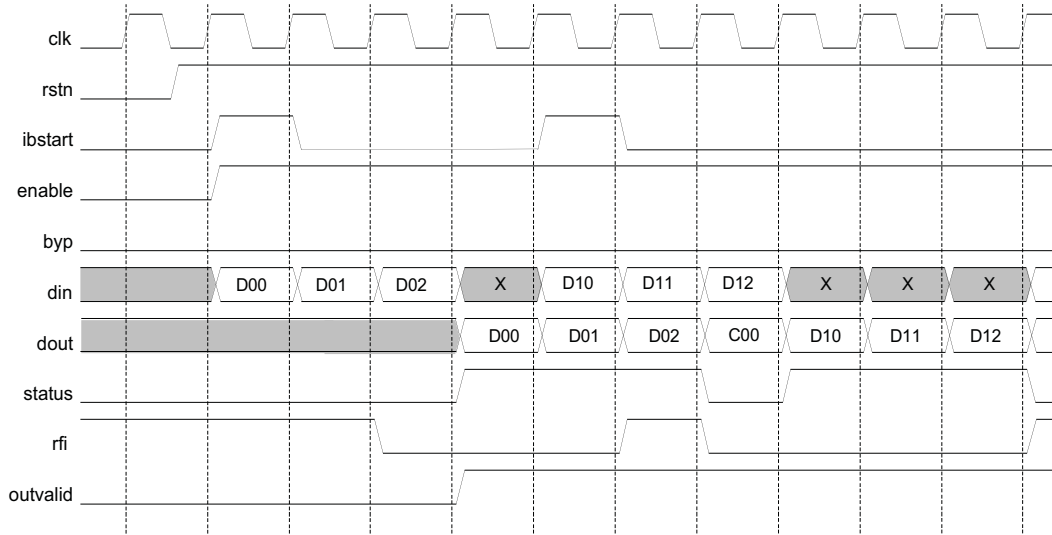 clk
rstn
ibstart
enable
byp
din D00 D01 D02 X D10 D11 D12 X X X
dout D00 D01 D02 C00 D10 D11 D12
status
rfi
outvalid